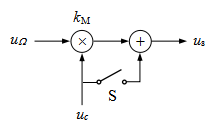 k_M
u_Ω × + u_s
S
u_c